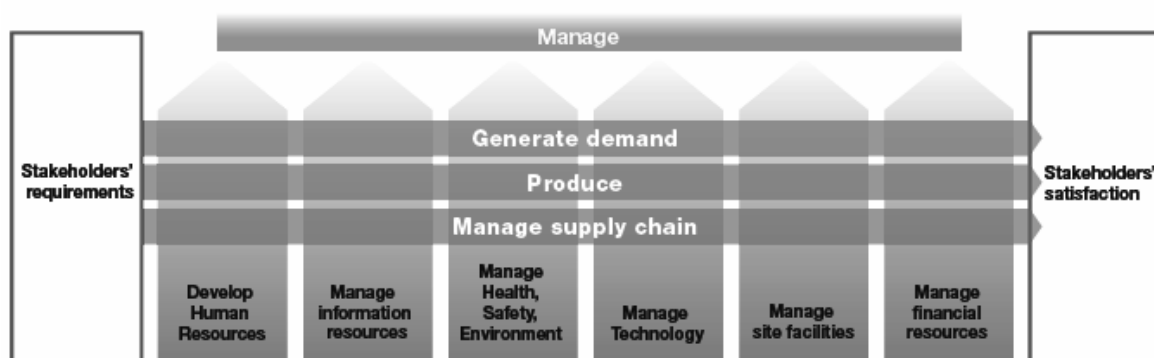 Manage
Generate demand
Produce
Manage supply chain
Stakeholders'
requirements
Stakeholders'
satisfaction
Develop
Human
Resources
Manage
information
resources
Manage
Health,
Safety,
Environment
Manage
Technology
Manage
site facilities
Manage
financial
resources